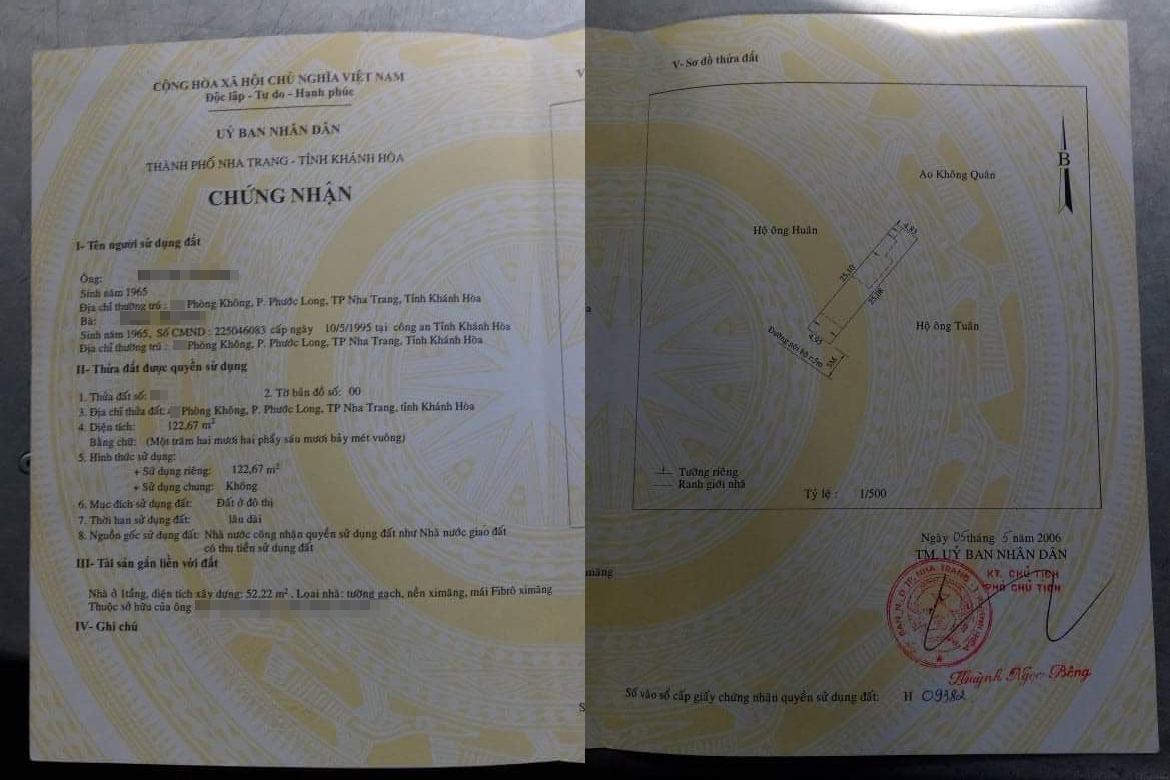 CỘNG HÒA XÃ HỘI CHỦ NGHĨA VIỆT NAM
Độc lập - Tự do - Hạnh phúc
UỶ BAN NHÂN DÂN
THÀNH PHỐ NHA TRANG - TỈNH KHÁNH HÒA
CHỨNG NHẬN
I- Tên người sử dụng đất
Ông:
Sinh năm 1965
Địa chỉ thường trú : Phòng Không, P. Phước Long, TP Nha Trang, Tỉnh Khánh Hòa
Bà:
Sinh năm 1965, Số CMND : 225046083 cấp ngày 10/5/1995 tại công an Tỉnh Khánh Hòa
Địa chỉ thường trú : Phòng Không, P. Phước Long, TP Nha Trang, Tỉnh Khánh Hòa
II- Thửa đất được quyền sử dụng
1. Thửa đất số: 2. Tờ bản đồ số: 00
3. Địa chỉ thửa đất: Phòng Không, P. Phước Long, TP Nha Trang, tỉnh Khánh Hòa
4. Diện tích: 122,67 m²
Bằng chữ: (Một trăm hai mươi hai phẩy sáu mươi bảy mét vuông)
5. Hình thức sử dụng:
+ Sử dụng riêng: 122,67 m²
+ Sử dụng chung: Không
6. Mục đích sử dụng đất: Đất ở đô thị
7. Thời hạn sử dụng đất: lâu dài
8. Nguồn gốc sử dụng đất: Nhà nước công nhận quyền sử dụng đất như Nhà nước giao đất
có thu tiền sử dụng đất
III- Tài sản gắn liền với đất
Nhà ở 1tầng, diện tích xây dựng: 52,22 m² . Loại nhà: tường gạch, nền ximăng, mái Fibrô ximăng
Thuộc sở hữu của ông
IV- Ghi chú
V- Sơ đồ thửa đất
B
Ao Không Quân
Hộ ông Huân
4,83
25,10
25,08
Hộ ông Tuân
4,95
Đường nội bộ r:5m
5M
Tường riêng
Ranh giới nhà
Tỷ lệ : 1/500
Ngày 05 tháng 5 năm 2006
TM. UỶ BAN NHÂN DÂN
KT. CHỦ TỊCH
PHÓ CHỦ TỊCH
Huỳnh Ngọc Bông
Số vào sổ cấp giấy chứng nhận quyền sử dụng đất: H 09382